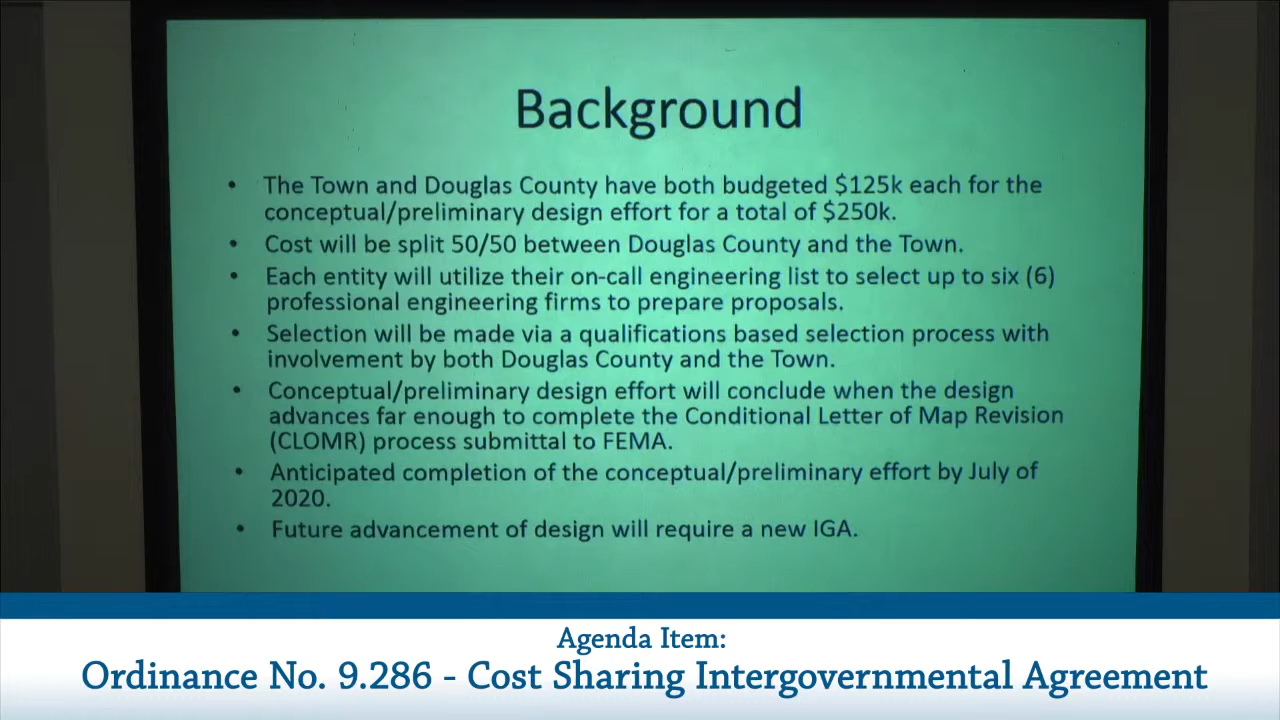 Background
• The Town and Douglas County have both budgeted $125k each for the
conceptual/preliminary design effort for a total of $250k.
• Cost will be split 50/50 between Douglas County and the Town.
• Each entity will utilize their on-call engineering list to select up to six (6)
professional engineering firms to prepare proposals.
• Selection will be made via a qualifications based selection process with
involvement by both Douglas County and the Town.
• Conceptual/preliminary design effort will conclude when the design
advances far enough to complete the Conditional Letter of Map Revision
(CLOMR) process submittal to FEMA.
• Anticipated completion of the conceptual/preliminary effort by July of
2020.
• Future advancement of design will require a new IGA.
Agenda Item:
Ordinance No. 9.286 - Cost Sharing Intergovernmental Agreement